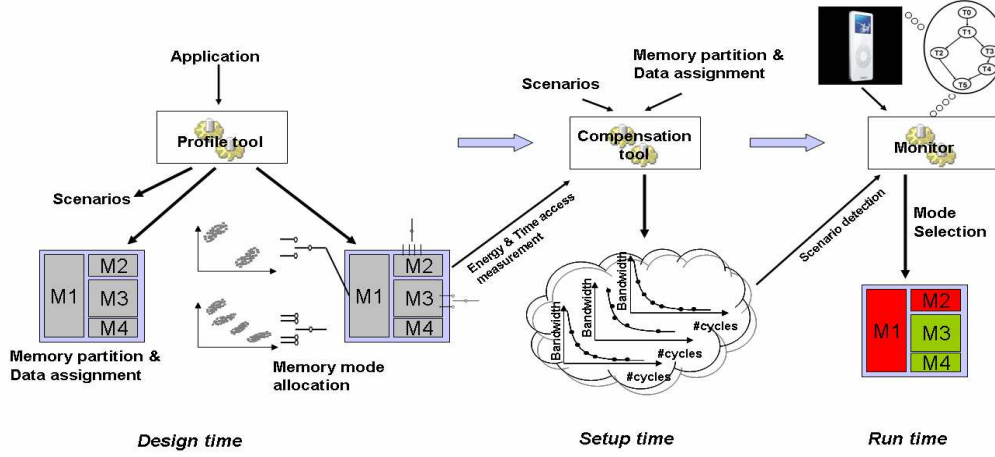 Application
Profile tool
Scenarios
M1
M2
M3
M4
Memory partition &
Data assignment
M1
M2
M3
M4
Memory mode
allocation
Energy & Time access
measurement
Design time
Scenarios
Memory partition &
Data assignment
Compensation
tool
Bandwidth
#cycles
Bandwidth
#cycles
Bandwidth
#cycles
Setup time
Scenario detection
T0
T1
T2
T3
T4
T5
Monitor
Mode
Selection
M1
M2
M3
M4
Run time